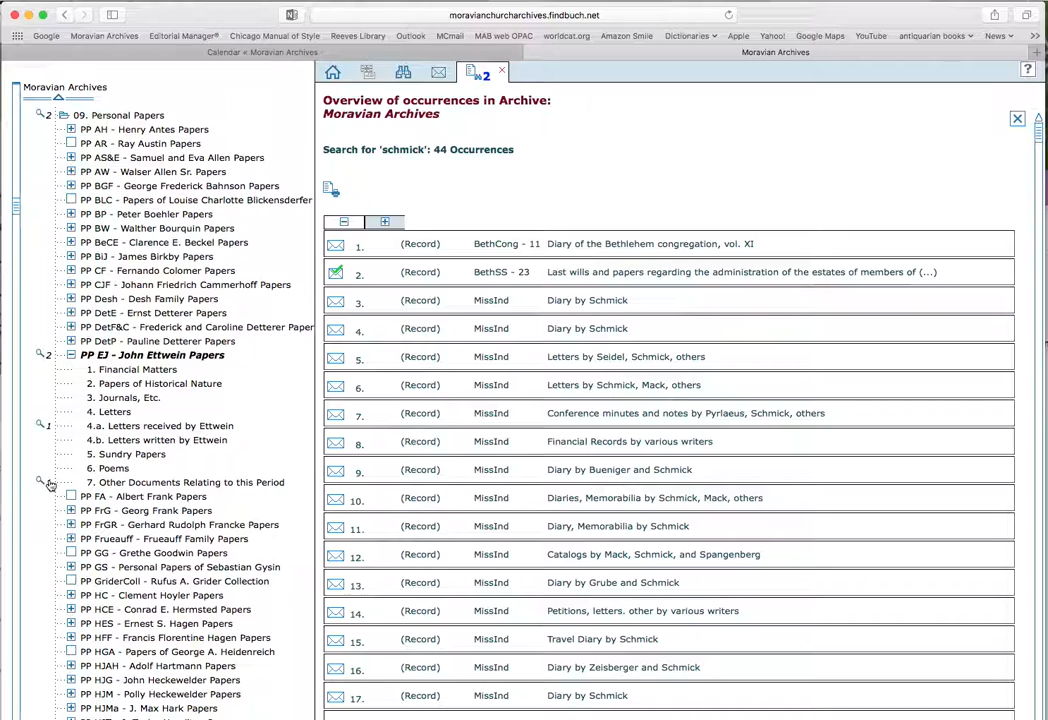 moravianchurcharchives.findbuch.net
Google Moravian Archives Editorial Manager® Chicago Manual of Style Reeves Library Outlook MCmail MAB web OPAC worldcat.org Amazon Smile Dictionaries Apple Yahoo! Google Maps YouTube antiquarian books News
Calendar « Moravian Archives Moravian Archives
Moravian Archives
2 09. Personal Papers
PP AH - Henry Antes Papers
PP AR - Ray Austin Papers
PP AS&E - Samuel and Eva Allen Papers
PP AW - Walser Allen Sr. Papers
PP BGF - George Frederick Bahnson Papers
PP BLC - Papers of Louise Charlotte Blickensderfer
PP BP - Peter Boehler Papers
PP BW - Walther Bourquin Papers
PP BeCE - Clarence E. Beckel Papers
PP BiJ - James Birkby Papers
PP CF - Fernando Colomer Papers
PP CJF - Johann Friedrich Cammerhoff Papers
PP Desh - Desh Family Papers
PP DetE - Ernst Detterer Papers
PP DetF&C - Frederick and Caroline Detterer Paper
PP DetP - Pauline Detterer Papers
2 PP EJ - John Ettwein Papers
1. Financial Matters
2. Papers of Historical Nature
3. Journals, Etc.
4. Letters
1 4.a. Letters received by Ettwein
4.b. Letters written by Ettwein
5. Sundry Papers
6. Poems
7. Other Documents Relating to this Period
PP FA - Albert Frank Papers
PP FrG - Georg Frank Papers
PP FrGR - Gerhard Rudolph Francke Papers
PP Frueauff - Frueauff Family Papers
PP GG - Grethe Goodwin Papers
PP GS - Personal Papers of Sebastian Gysin
PP GriderColl - Rufus A. Grider Collection
PP HC - Clement Hoyler Papers
PP HCE - Conrad E. Hermsted Papers
PP HES - Ernest S. Hagen Papers
PP HFF - Francis Florentine Hagen Papers
PP HGA - Papers of George A. Heidenreich
PP HJAH - Adolf Hartmann Papers
PP HJG - John Heckewelder Papers
PP HJM - Polly Heckewelder Papers
PP HJMa - J. Max Hark Papers
2
?
Overview of occurrences in Archive:
Moravian Archives
Search for 'schmick': 44 Occurrences
1. (Record) BethCong - 11 Diary of the Bethlehem congregation, vol. XI
2. (Record) BethSS - 23 Last wills and papers regarding the administration of the estates of members of (...)
3. (Record) MissInd Diary by Schmick
4. (Record) MissInd Diary by Schmick
5. (Record) MissInd Letters by Seidel, Schmick, others
6. (Record) MissInd Letters by Schmick, Mack, others
7. (Record) MissInd Conference minutes and notes by Pyrlaeus, Schmick, others
8. (Record) MissInd Financial Records by various writers
9. (Record) MissInd Diary by Bueniger and Schmick
10. (Record) MissInd Diaries, Memorabilia by Schmick, Mack, others
11. (Record) MissInd Diary, Memorabilia by Schmick
12. (Record) MissInd Catalogs by Mack, Schmick, and Spangenberg
13. (Record) MissInd Diary by Grube and Schmick
14. (Record) MissInd Petitions, letters. other by various writers
15. (Record) MissInd Travel Diary by Schmick
16. (Record) MissInd Diary by Zeisberger and Schmick
17. (Record) MissInd Diary by Schmick